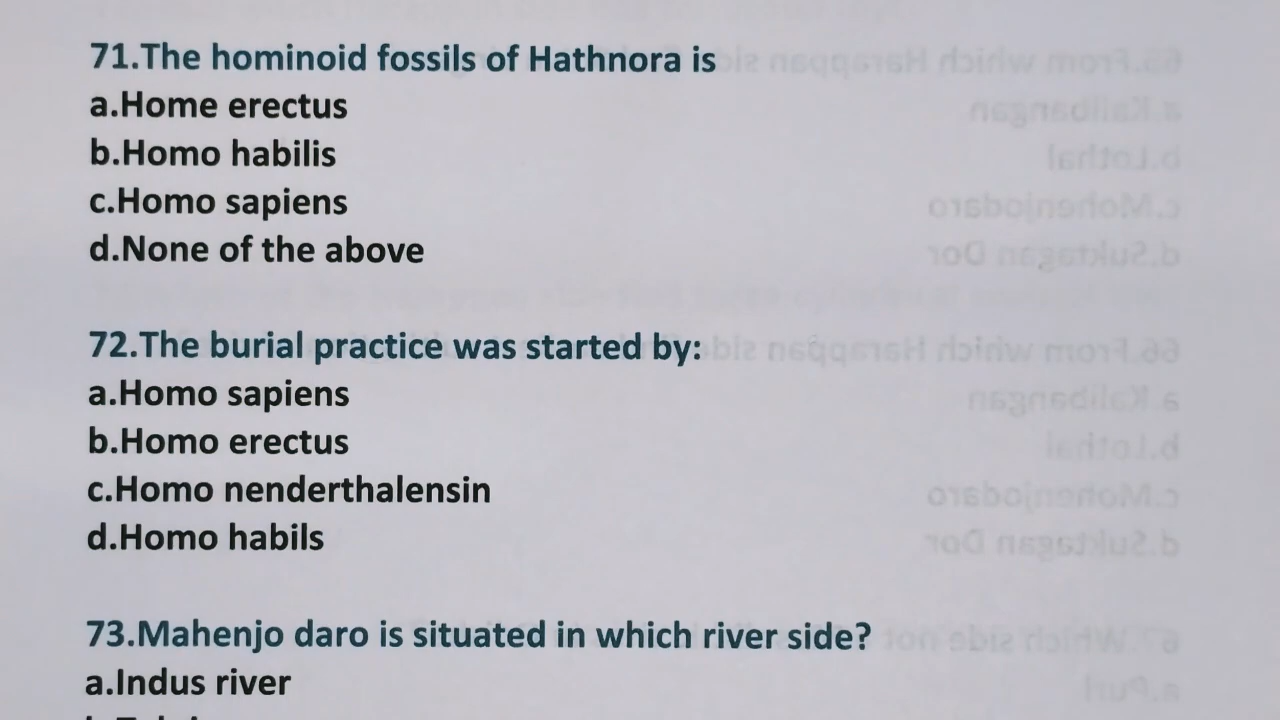 71.The hominoid fossils of Hathnora is
a.Home erectus
b.Homo habilis
c.Homo sapiens
d.None of the above
72.The burial practice was started by:
a.Homo sapiens
b.Homo erectus
c.Homo nenderthalensin
d.Homo habils
73.Mahenjo daro is situated in which river side?
a.Indus river